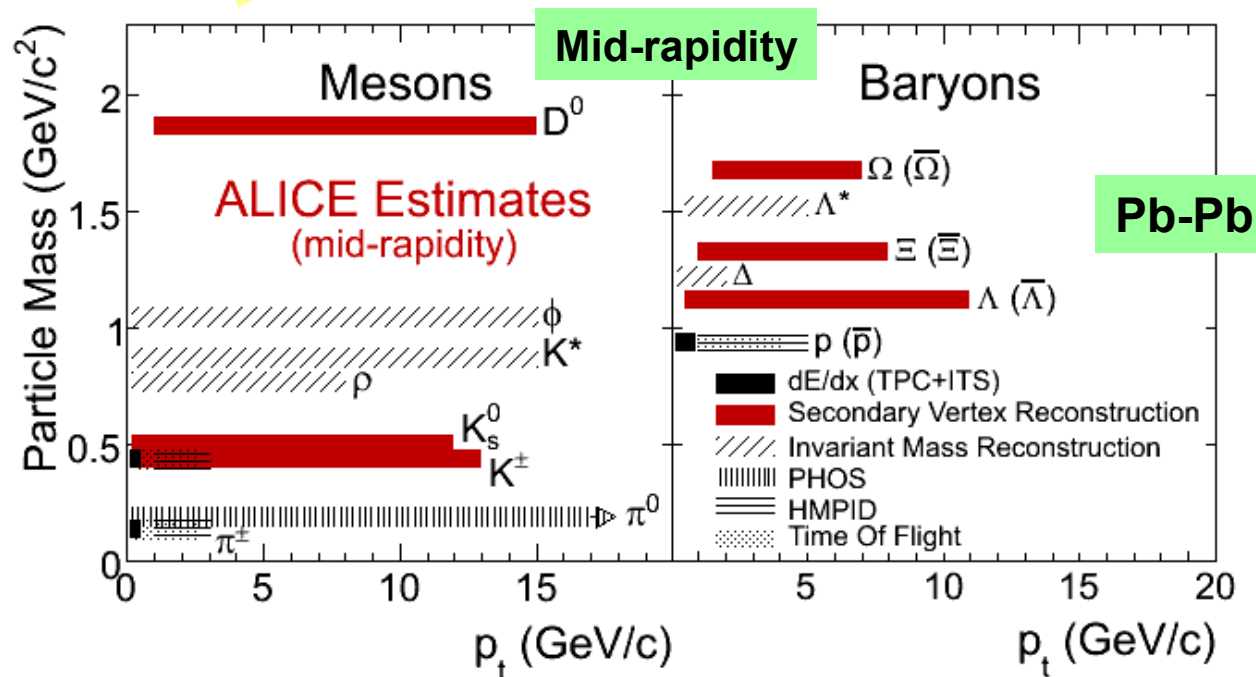 Mid-rapidity
Particle Mass (GeV/c²)
Mesons
Baryons
2
D⁰
Ω (Ω̅)
ALICE Estimates
(mid-rapidity)
Λ*
Pb-Pb
1.5
Ξ (Ξ̅)
Δ
Λ (Λ̅)
ϕ
1
K*
p (p̅)
ρ
dE/dx (TPC+ITS)
Secondary Vertex Reconstruction
K⁰ₛ
0.5
Invariant Mass Reconstruction
K±
PHOS
π⁰
HMPID
π±
Time Of Flight
0
0 5 10 15 5 10 15 20
pₜ (GeV/c) pₜ (GeV/c)